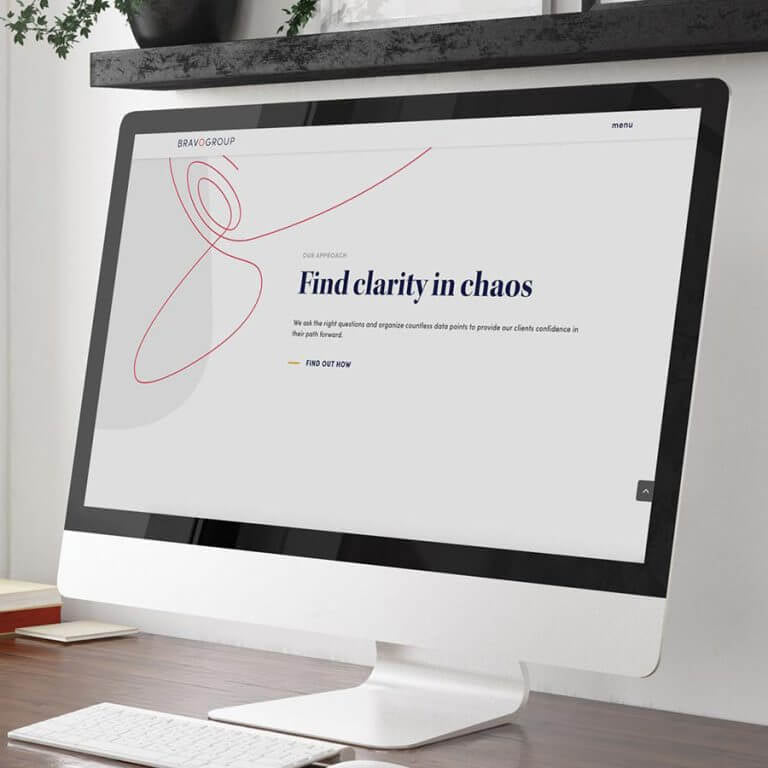 BRAVOGROUP
menu
OUR APPROACH
Find clarity in chaos
We ask the right questions and organize countless data points to provide our clients confidence in
their path forward.
FIND OUT HOW